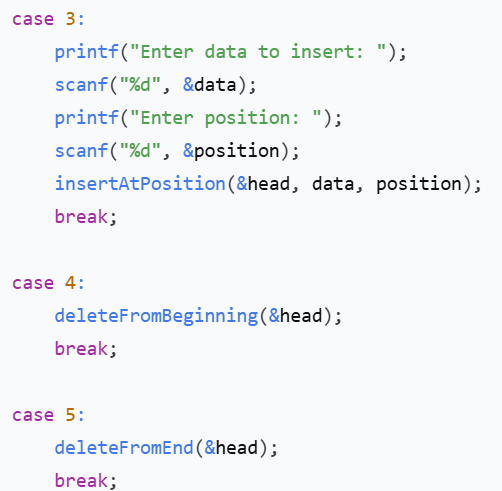 case 3:
    printf("Enter data to insert: ");
    scanf("%d", &data);
    printf("Enter position: ");
    scanf("%d", &position);
    insertAtPosition(&head, data, position);
    break;

case 4:
    deleteFromBeginning(&head);
    break;

case 5:
    deleteFromEnd(&head);
    break;